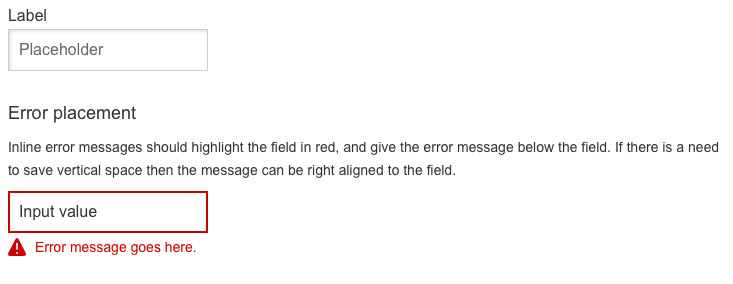 Label
Placeholder
Error placement
Inline error messages should highlight the field in red, and give the error message below the field. If there is a need
to save vertical space then the message can be right aligned to the field.
Input value
Error message goes here.